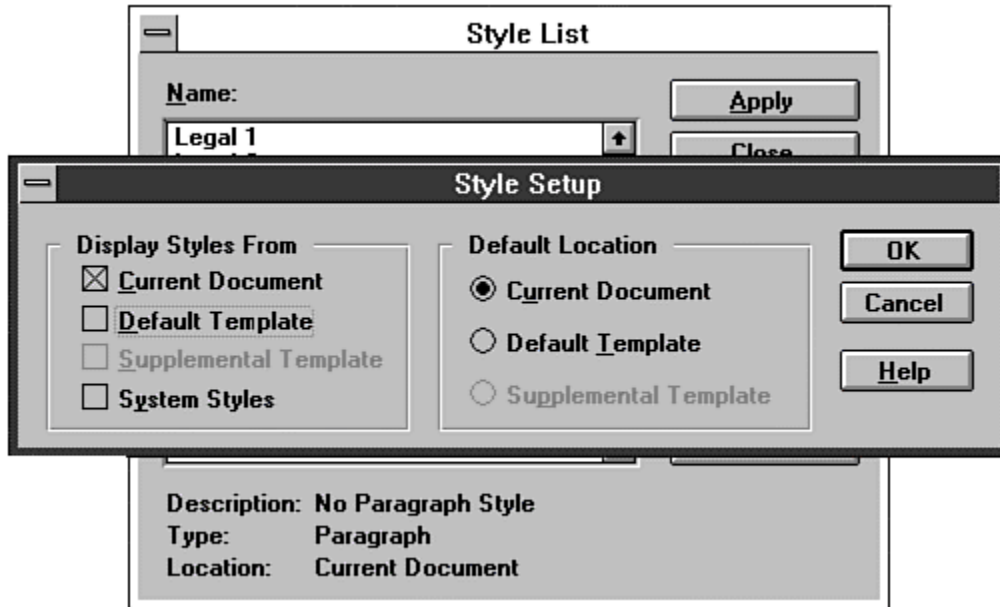 Style List
Name:
Apply
Legal 1
Close
Style Setup
Display Styles From
Current Document
Default Template
Supplemental Template
System Styles
Default Location
Current Document
Default Template
Supplemental Template
OK
Cancel
Help
Description: No Paragraph Style
Type: Paragraph
Location: Current Document